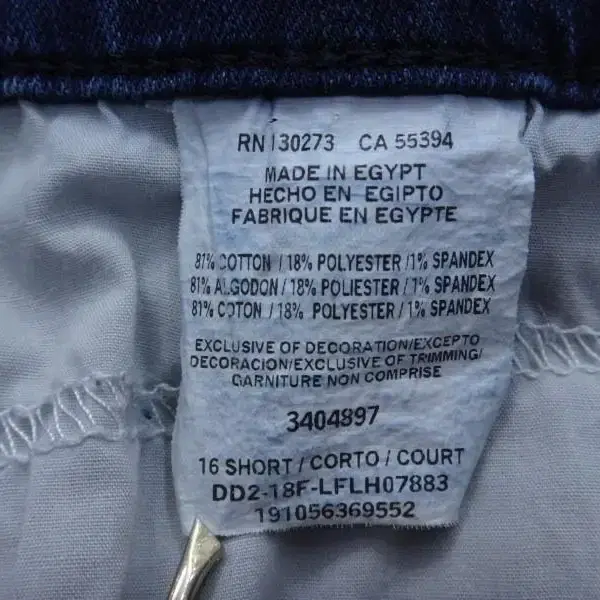 RN 130273 CA 55394
MADE IN EGYPT
HECHO EN EGIPTO
FABRIQUE EN EGYPTE
81% COTTON / 18% POLYESTER / 1% SPANDEX
81% ALGODON / 18% POLIESTER / 1% SPANDEX
81% COTON / 18% POLYESTER / 1% SPANDEX
EXCLUSIVE OF DECORATION/EXCEPTO
DECORACION/EXCLUSIVE OF TRIMMING/
GARNITURE NON COMPRISE
3404897
16 SHORT / CORTO / COURT
DD2-18F-LFLH07883
191056369552